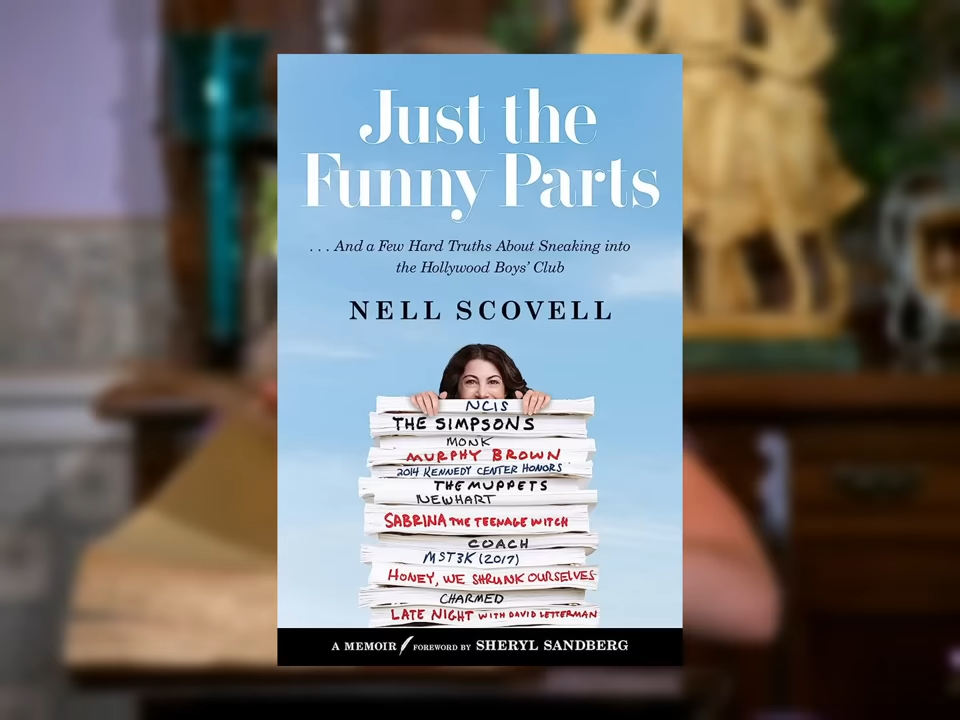 Just the
Funny Parts
. . . And a Few Hard Truths About Sneaking into
the Hollywood Boys' Club
NELL SCOVELL
NCIS
THE SIMPSONS
MONK
MURPHY BROWN
2014 KENNEDY CENTER HONORS
THE MUPPETS
NEWHART
SABRINA THE TEENAGE WITCH
COACH
MST3K (2017)
HONEY, WE SHRUNK OURSELVES
CHARMED
LATE NIGHT WITH DAVID LETTERMAN
A MEMOIR FOREWORD BY SHERYL SANDBERG